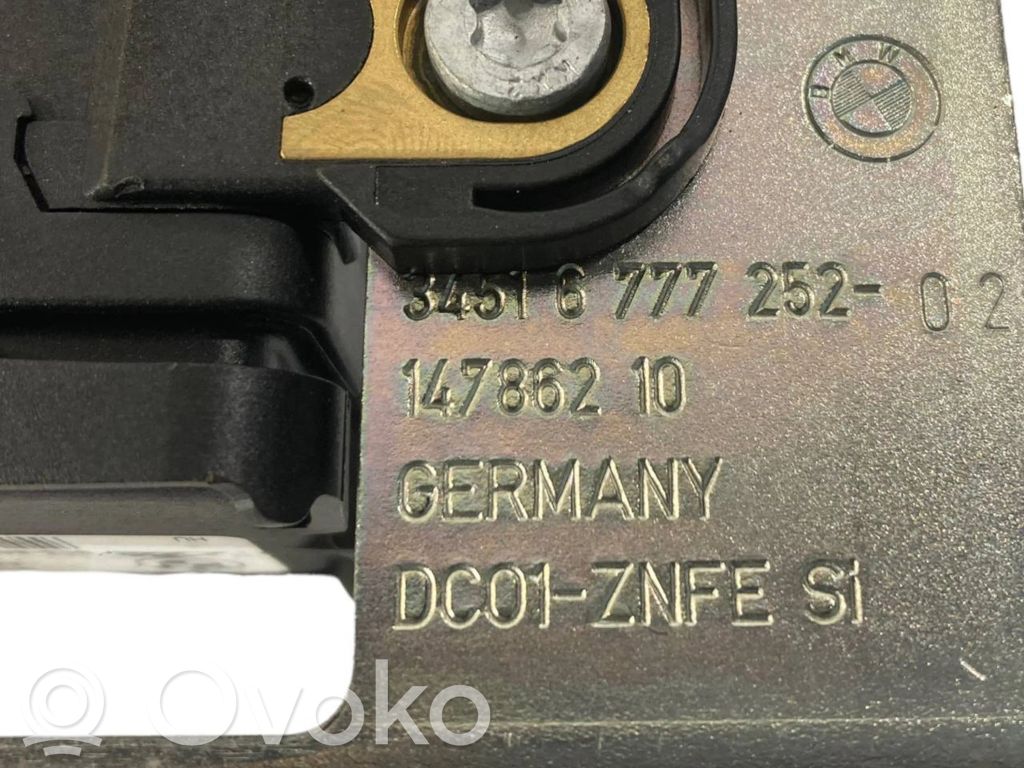 BMW
3451 6 777 252- 02
147862 10
GERMANY
DC01-ZNFE Si
Ovoko